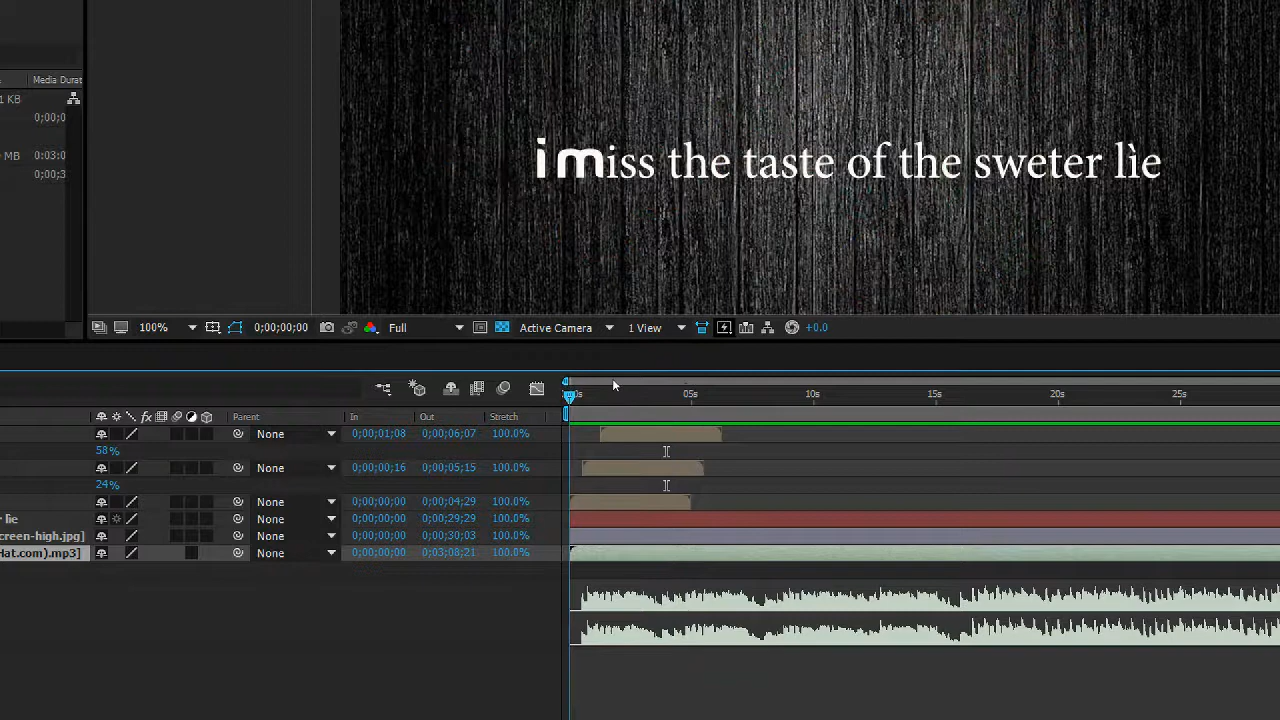 Media Durat
1 KB
0;00;0
MB 0:03:0
0;00;3
i miss the taste of the sweter lìe
100% 0;00;00;00 Full Active Camera 1 View +0.0
05s 10s 15s 20s 25s
fx Parent In Out Stretch
None 0;00;01;08 0;00;06;07 100.0%
58%
None 0;00;00;16 0;00;05;15 100.0%
24%
None 0;00;00;00 0;00;04;29 100.0%
lie None 0;00;00;00 0;00;29;29 100.0%
creen-high.jpg] None 0;00;00;00 0;00;30;03 100.0%
Hat.com).mp3] None 0;00;00;00 0;03;08;21 100.0%